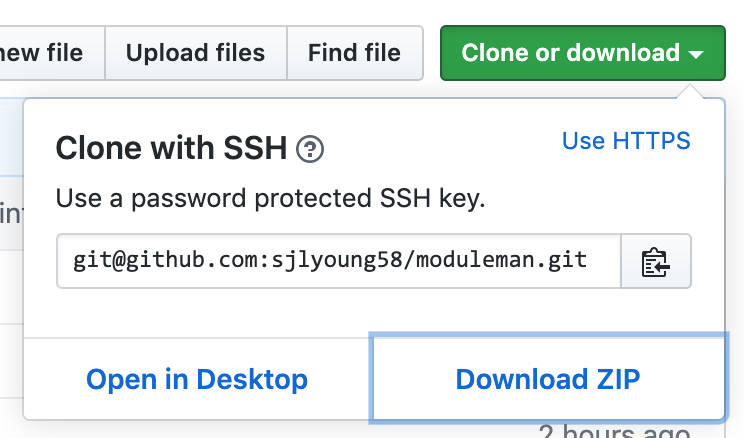 new file
Upload files
Find file
Clone or download
Clone with SSH
Use HTTPS
Use a password protected SSH key.
git@github.com:sjlyoung58/moduleman.git
Open in Desktop
Download ZIP
2 hours ago